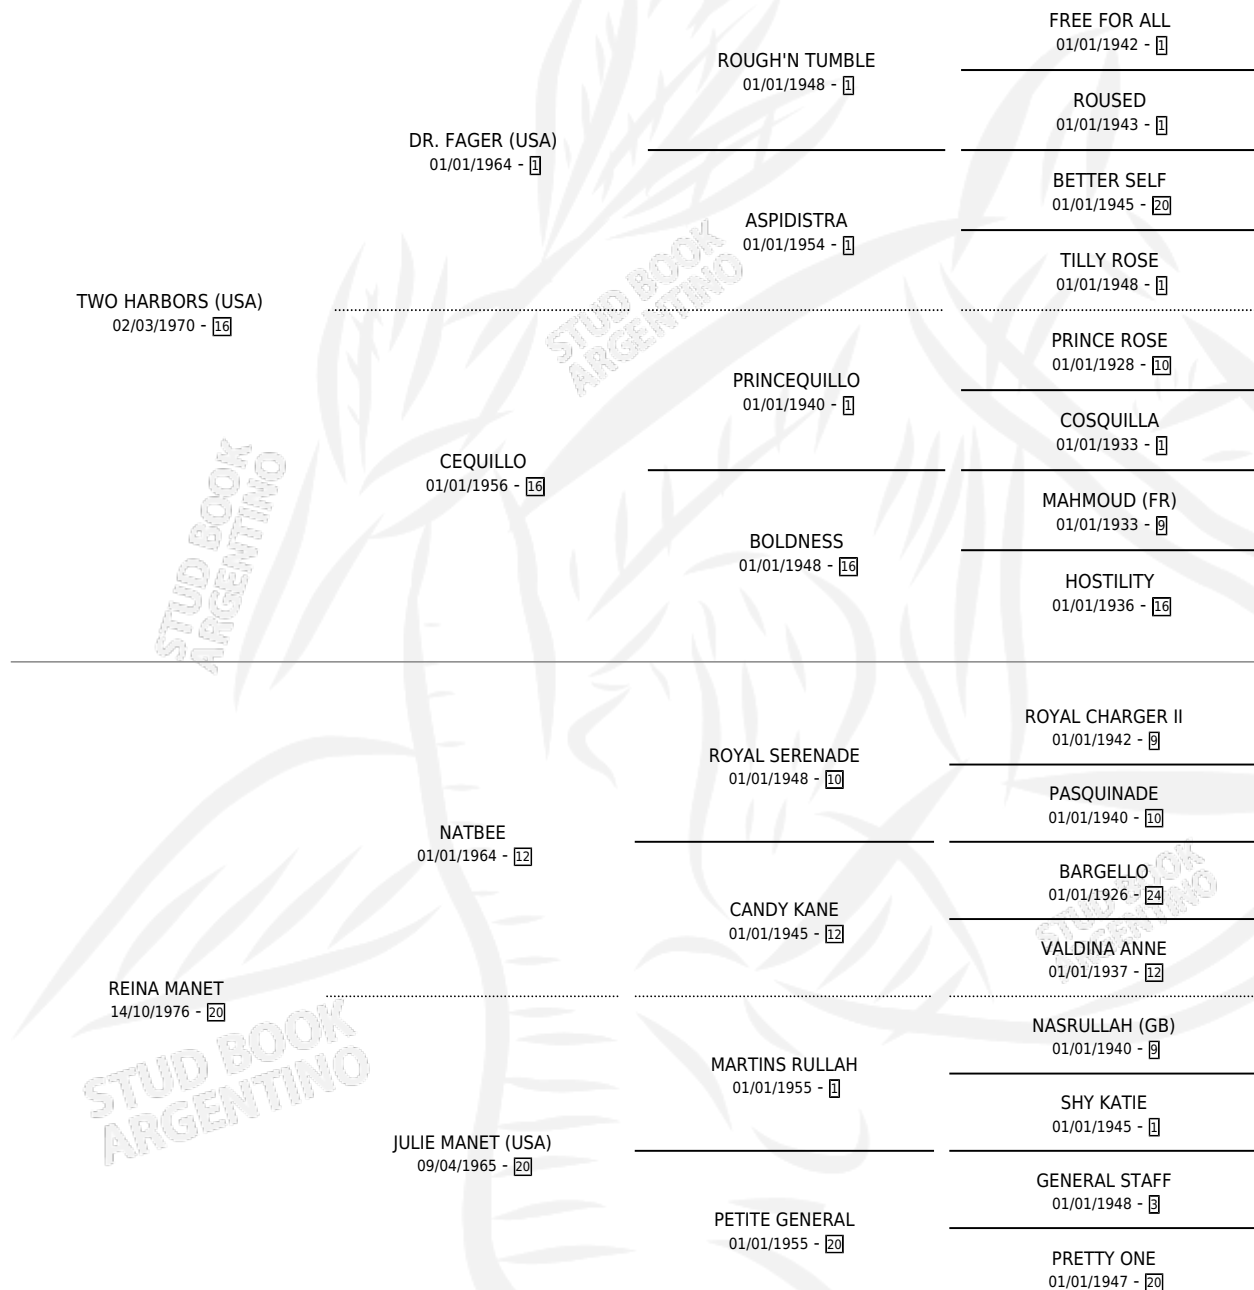 FREE FOR ALL
01/01/1942 - 1
ROUGH'N TUMBLE
01/01/1948 - 1
ROUSED
01/01/1943 - 1
DR. FAGER (USA)
01/01/1964 - 1
BETTER SELF
01/01/1945 - 20
ASPIDISTRA
01/01/1954 - 1
TILLY ROSE
01/01/1948 - 1
TWO HARBORS (USA)
02/03/1970 - 16
STUD BOOK
ARGENTINO
PRINCE ROSE
01/01/1928 - 10
PRINCEQUILLO
01/01/1940 - 1
COSQUILLA
01/01/1933 - 1
CEQUILLO
01/01/1956 - 16
MAHMOUD (FR)
01/01/1933 - 9
BOLDNESS
01/01/1948 - 16
HOSTILITY
01/01/1936 - 16
STUD BOOK
ARGENTINO
ROYAL CHARGER II
01/01/1942 - 9
ROYAL SERENADE
01/01/1948 - 10
PASQUINADE
01/01/1940 - 10
NATBEE
01/01/1964 - 12
BARGELLO
01/01/1926 - 24
CANDY KANE
01/01/1945 - 12
STUD BOOK
ARGENTINO
VALDINA ANNE
01/01/1937 - 12
REINA MANET
14/10/1976 - 20
NASRULLAH (GB)
01/01/1940 - 9
MARTINS RULLAH
01/01/1955 - 1
SHY KATIE
01/01/1945 - 1
STUD BOOK
ARGENTINO
JULIE MANET (USA)
09/04/1965 - 20
GENERAL STAFF
01/01/1948 - 3
PETITE GENERAL
01/01/1955 - 20
PRETTY ONE
01/01/1947 - 20